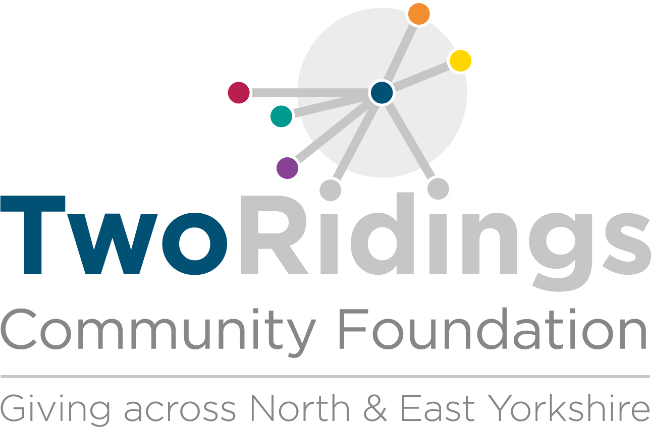 TwoRidings
Community Foundation
Giving across North & East Yorkshire